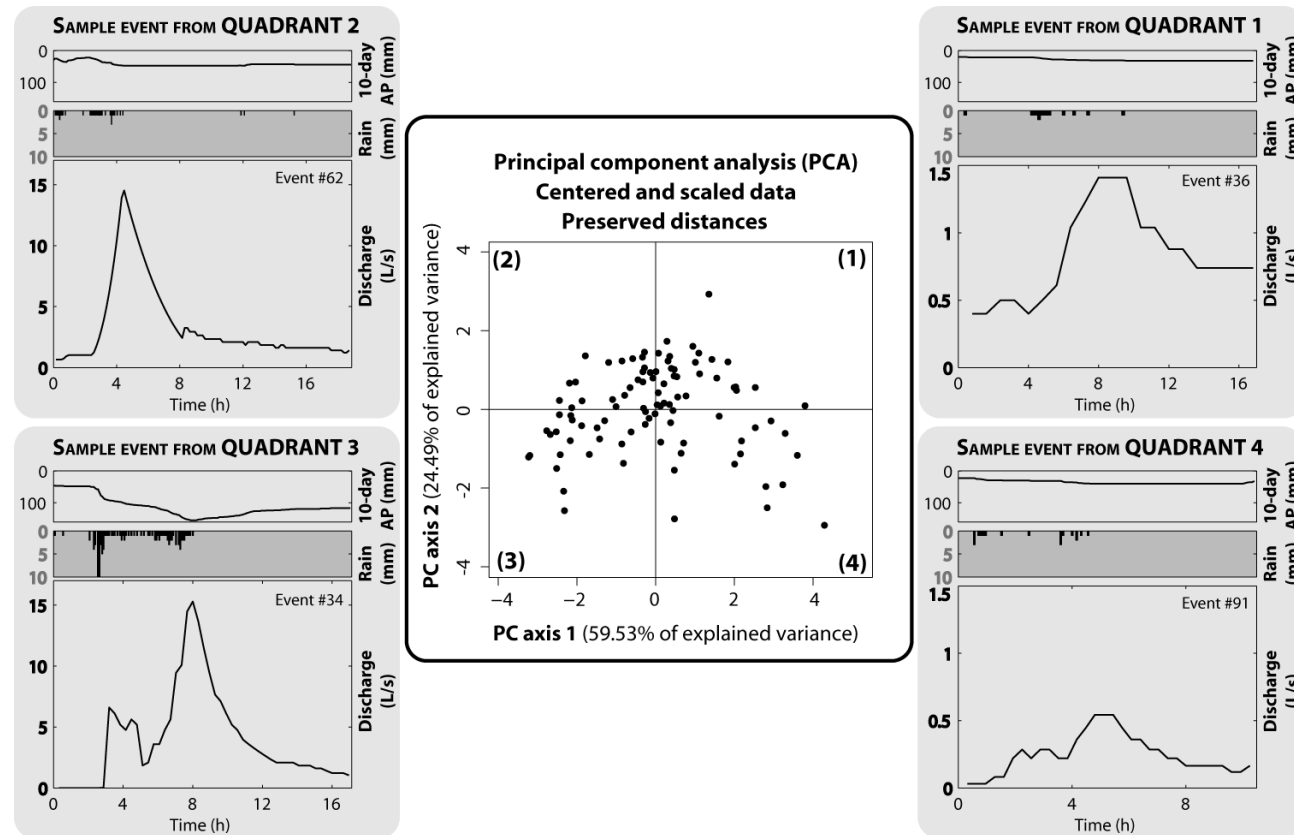 SAMPLE EVENT FROM QUADRANT 2
0
100
10-day
AP (mm)
0
5
10
Rain
(mm)
Event #62
15
10
5
0
Discharge
(L/s)
0 4 8 12 16
Time (h)
SAMPLE EVENT FROM QUADRANT 1
0
100
10-day
AP (mm)
0
5
10
Rain
(mm)
Event #36
1.5
1
0.5
0
Discharge
(L/s)
0 4 8 12 16
Time (h)
Principal component analysis (PCA)
Centered and scaled data
Preserved distances
(2)
(1)
(3)
(4)
4
2
0
−2
−4
PC axis 2 (24.49% of explained variance)
−4 −2 0 2 4
PC axis 1 (59.53% of explained variance)
SAMPLE EVENT FROM QUADRANT 3
0
100
10-day
AP (mm)
0
5
10
Rain
(mm)
Event #34
15
10
5
0
Discharge
(L/s)
0 4 8 12 16
Time (h)
SAMPLE EVENT FROM QUADRANT 4
0
100
10-day
AP (mm)
0
5
10
Rain
(mm)
Event #91
1.5
1
0.5
0
Discharge
(L/s)
0 4 8
Time (h)